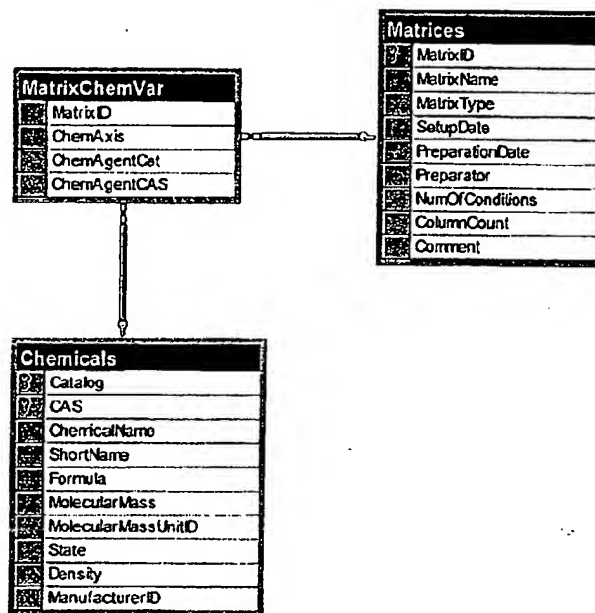 Matrices
MatrixID
MatrixName
MatrixType
SetupDate
PreparationDate
Preparator
NumOfConditions
ColumnCount
Comment
MatrixChemVar
MatrixID
ChemAxis
ChemAgentCat
ChemAgentCAS
Chemicals
Catalog
CAS
ChemicalName
ShortName
Formula
MolecularMass
MolecularMassUnitID
State
Density
ManufacturerID